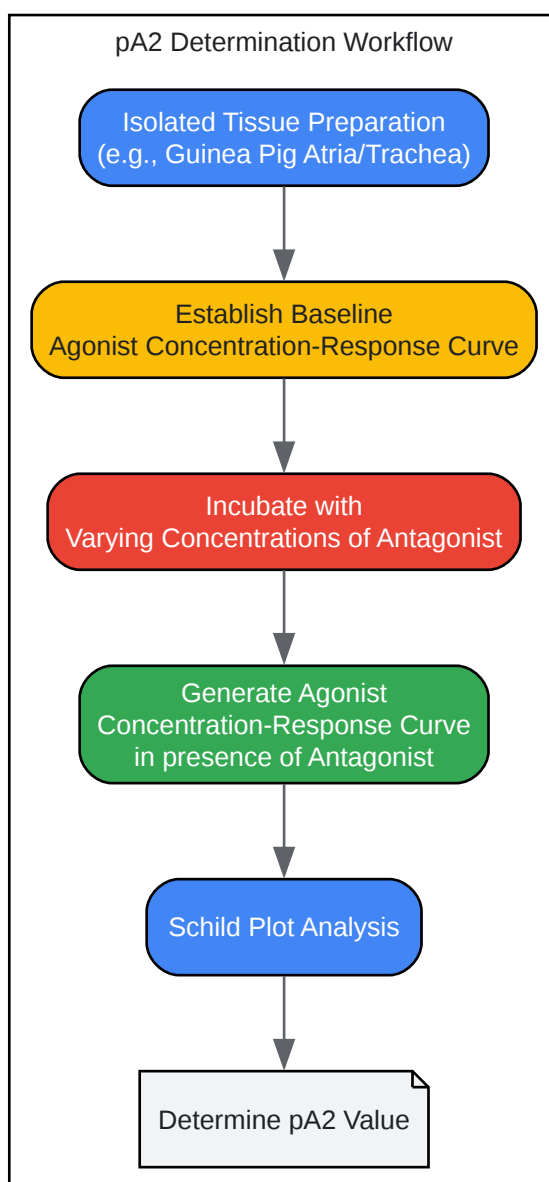 pA2 Determination Workflow
Isolated Tissue Preparation
(e.g., Guinea Pig Atria/Trachea)
Establish Baseline
Agonist Concentration-Response Curve
Incubate with
Varying Concentrations of Antagonist
Generate Agonist
Concentration-Response Curve
in presence of Antagonist
Schild Plot Analysis
Determine pA2 Value